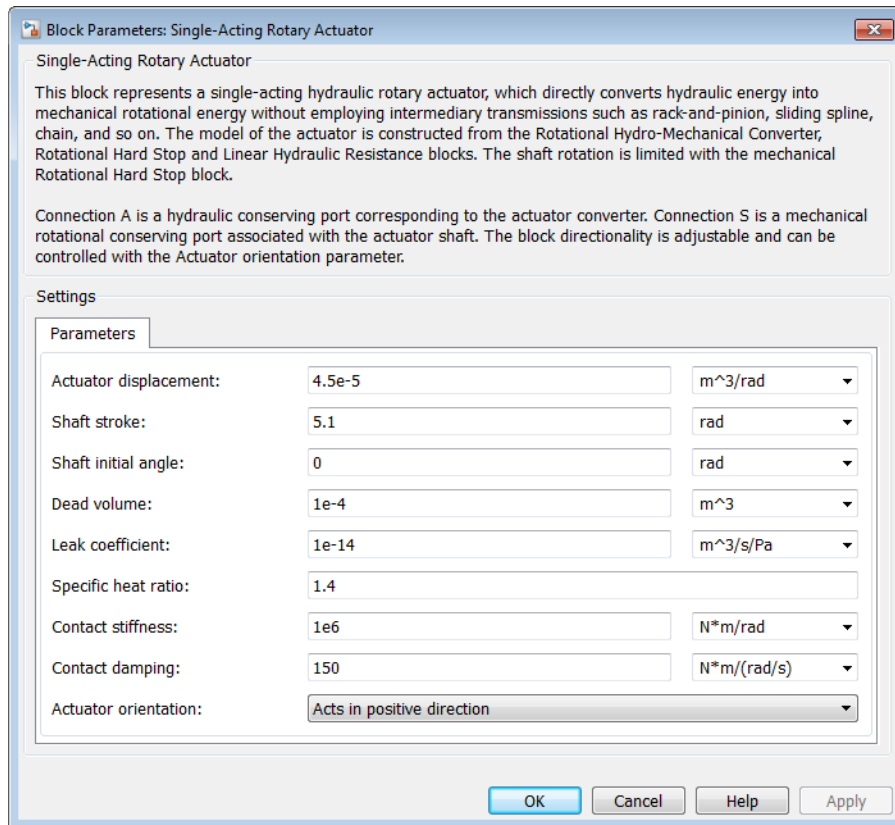 Block Parameters: Single-Acting Rotary Actuator
Single-Acting Rotary Actuator
This block represents a single-acting hydraulic rotary actuator, which directly converts hydraulic energy into
mechanical rotational energy without employing intermediary transmissions such as rack-and-pinion, sliding spline,
chain, and so on. The model of the actuator is constructed from the Rotational Hydro-Mechanical Converter,
Rotational Hard Stop and Linear Hydraulic Resistance blocks. The shaft rotation is limited with the mechanical
Rotational Hard Stop block.
Connection A is a hydraulic conserving port corresponding to the actuator converter. Connection S is a mechanical
rotational conserving port associated with the actuator shaft. The block directionality is adjustable and can be
controlled with the Actuator orientation parameter.
Settings
Parameters
Actuator displacement: 4.5e-5 m^3/rad
Shaft stroke: 5.1 rad
Shaft initial angle: 0 rad
Dead volume: 1e-4 m^3
Leak coefficient: 1e-14 m^3/s/Pa
Specific heat ratio: 1.4
Contact stiffness: 1e6 N*m/rad
Contact damping: 150 N*m/(rad/s)
Actuator orientation: Acts in positive direction
OK Cancel Help Apply